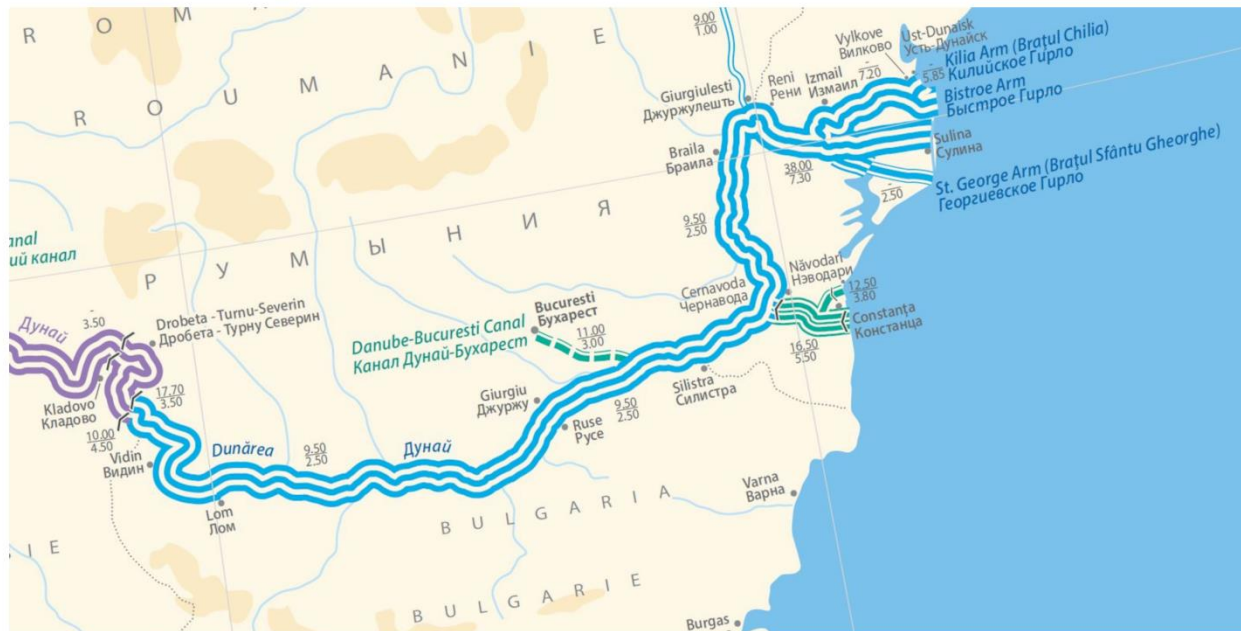 R O M
R O U M A N I E
Р У М Ы Н И Я
9.00
1.00
Vylkove
Вилково
Ust-Dunaisk
Усть-Дунайск
-
5.85
Kilia Arm (Braţul Chilia)
Килийское Гирло
Bistroe Arm
Быстрое Гирло
-
7.20
Izmail
Измаил
Reni
Рени
Giurgiulesti
Джуржулешть
Sulina
Сулина
Braila
Браила
38.00
7.30
St. George Arm (Braţul Sfântu Gheorghe)
Георгиевское Гирло
-
2.50
9.50
2.50
anal
ий канал
Năvodari
Нэводари
12.50
3.80
Cernavoda
Чернавода
Constanţa
Констанца
16.50
5.50
Bucuresti
Бухарест
Danube-Bucuresti Canal
Канал Дунай-Бухарест
11.00
3.00
Дунай
-
3.50
Drobeta - Turnu-Severin
Дробета - Турну Северин
Kladovo
Кладово
17.70
3.50
10.00
4.50
Silistra
Силистра
Giurgiu
Джуржу
9.50
2.50
Ruse
Русе
Vidin
Видин
Dunărea
9.50
2.50
Дунай
Lom
Лом
Varna
Варна
B U L G A R I A
I E
B U L G A R I E
Burgas